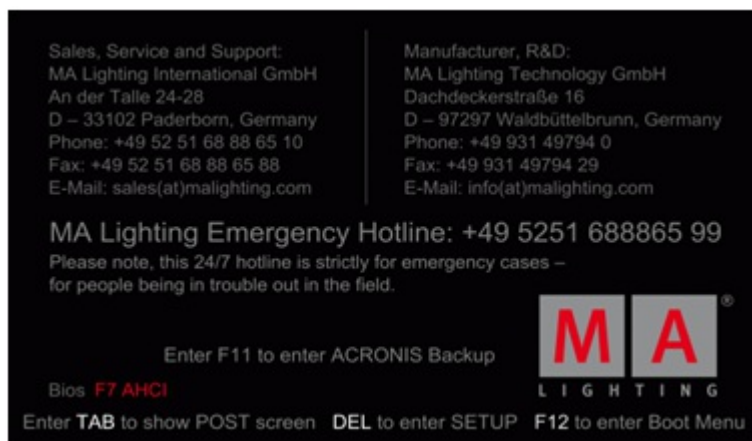 Sales, Service and Support:
MA Lighting International GmbH
An der Talle 24-28
D – 33102 Paderborn, Germany
Phone: +49 52 51 68 88 65 10
Fax: +49 52 51 68 88 65 88
E-Mail: sales(at)malighting.com
Manufacturer, R&D:
MA Lighting Technology GmbH
Dachdeckerstraße 16
D – 97297 Waldbüttelbrunn, Germany
Phone: +49 931 49794 0
Fax: +49 931 49794 29
E-Mail: info(at)malighting.com
MA Lighting Emergency Hotline: +49 5251 688865 99
Please note, this 24/7 hotline is strictly for emergency cases –
for people being in trouble out in the field.
MA®
LIGHTING
Enter F11 to enter ACRONIS Backup
Bios F7 AHCI
Enter TAB to show POST screen DEL to enter SETUP F12 to enter Boot Menu